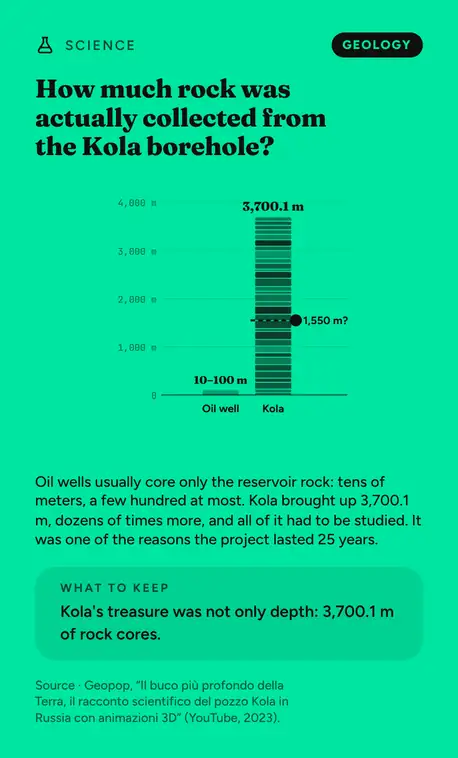 SCIENCE
GEOLOGY
How much rock was
actually collected from
the Kola borehole?
4,000 m
3,700.1 m
3,000 m
2,000 m
1,550 m?
1,000 m
10–100 m
0
Oil well
Kola
Oil wells usually core only the reservoir rock: tens of
meters, a few hundred at most. Kola brought up 3,700.1
m, dozens of times more, and all of it had to be studied. It
was one of the reasons the project lasted 25 years.
WHAT TO KEEP
Kola's treasure was not only depth: 3,700.1 m
of rock cores.
Source · Geopop, “Il buco più profondo della
Terra, il racconto scientifico del pozzo Kola in
Russia con animazioni 3D” (YouTube, 2023).